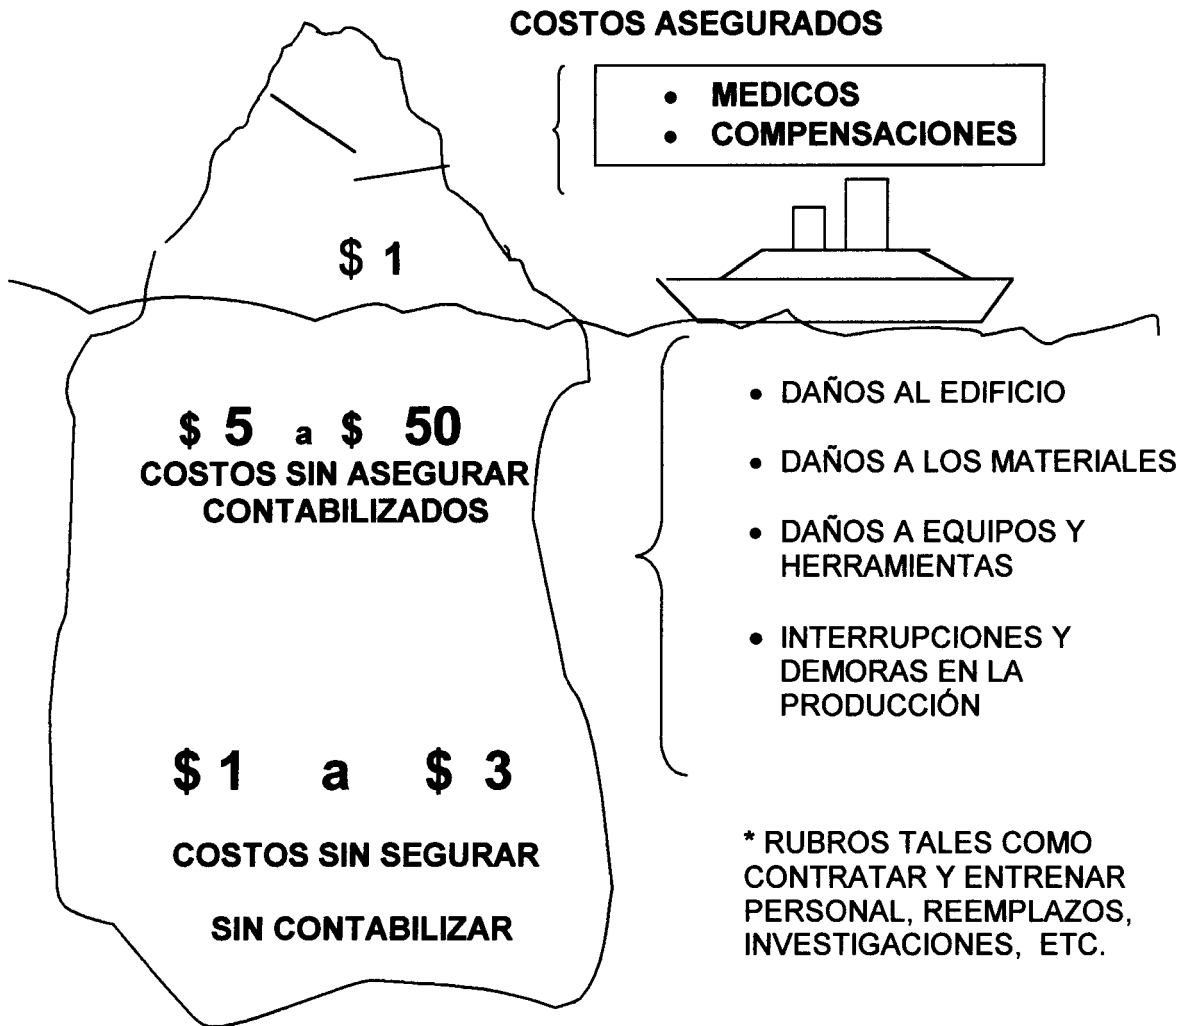 COSTOS ASEGURADOS
• MEDICOS
• COMPENSACIONES
$ 1
$ 5 a $ 50
COSTOS SIN ASEGURAR
CONTABILIZADOS
• DAÑOS AL EDIFICIO
• DAÑOS A LOS MATERIALES
• DAÑOS A EQUIPOS Y
HERRAMIENTAS
• INTERRUPCIONES Y
DEMORAS EN LA
PRODUCCIÓN
$ 1 a $ 3
COSTOS SIN SEGURAR
SIN CONTABILIZAR
* RUBROS TALES COMO
CONTRATAR Y ENTRENAR
PERSONAL, REEMPLAZOS,
INVESTIGACIONES, ETC.